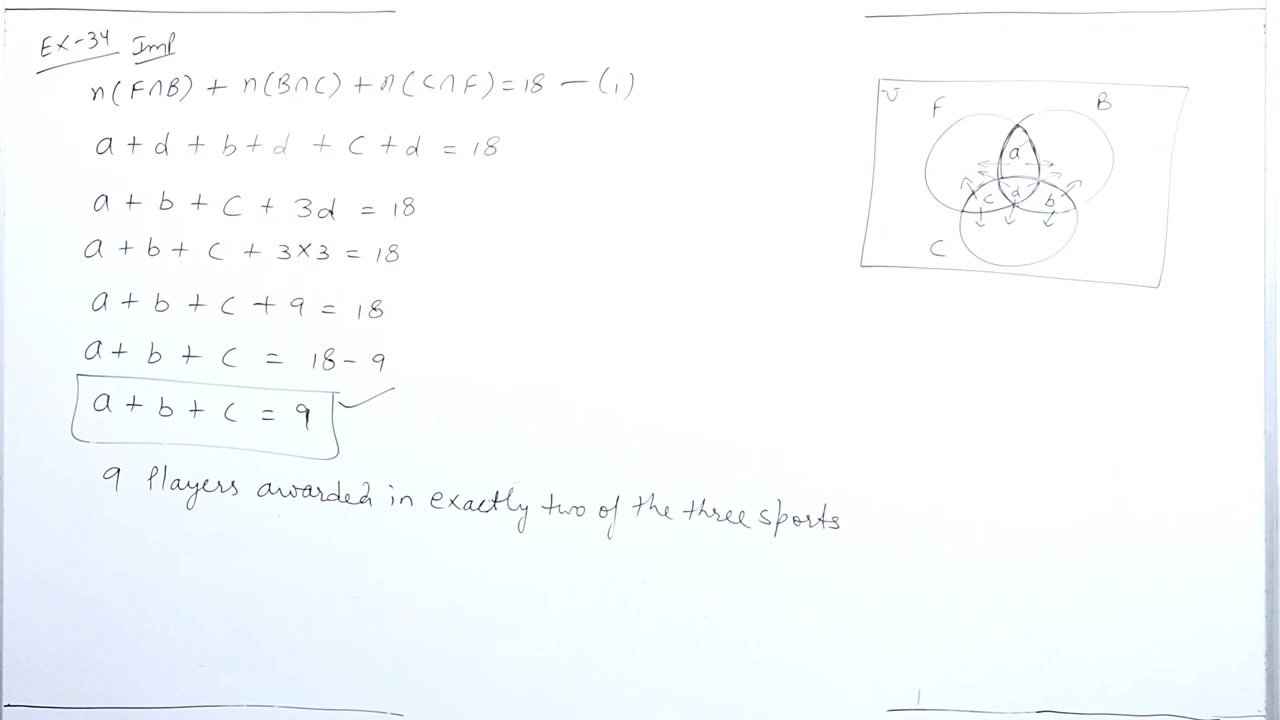 Ex-34 Imp
n(F∩B) + n(B∩C) + n(C∩F) = 18 — (i)
a + d + b + d + c + d = 18
a + b + c + 3d = 18
a + b + c + 3×3 = 18
a + b + c + 9 = 18
a + b + c = 18 - 9
a + b + c = 9
9 Players awarded in exactly two of the three sports
U
F
B
a
c d b
C